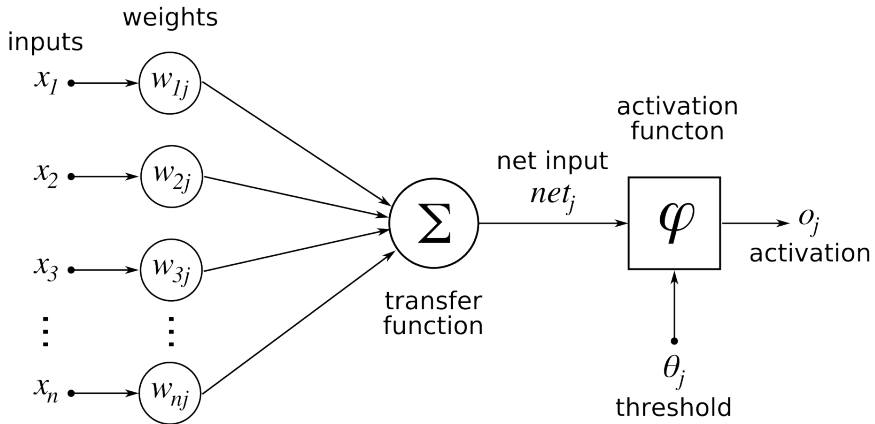 weights
inputs
x1
w1j
activation
functon
x2
w2j
net input
netj
Σ
φ
oj
activation
x3
w3j
transfer
function
θj
threshold
xn
wnj